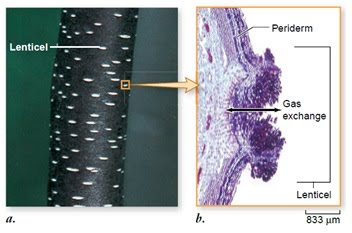 Lenticel
Periderm
Gas
exchange
Lenticel
a.
b.
833 µm